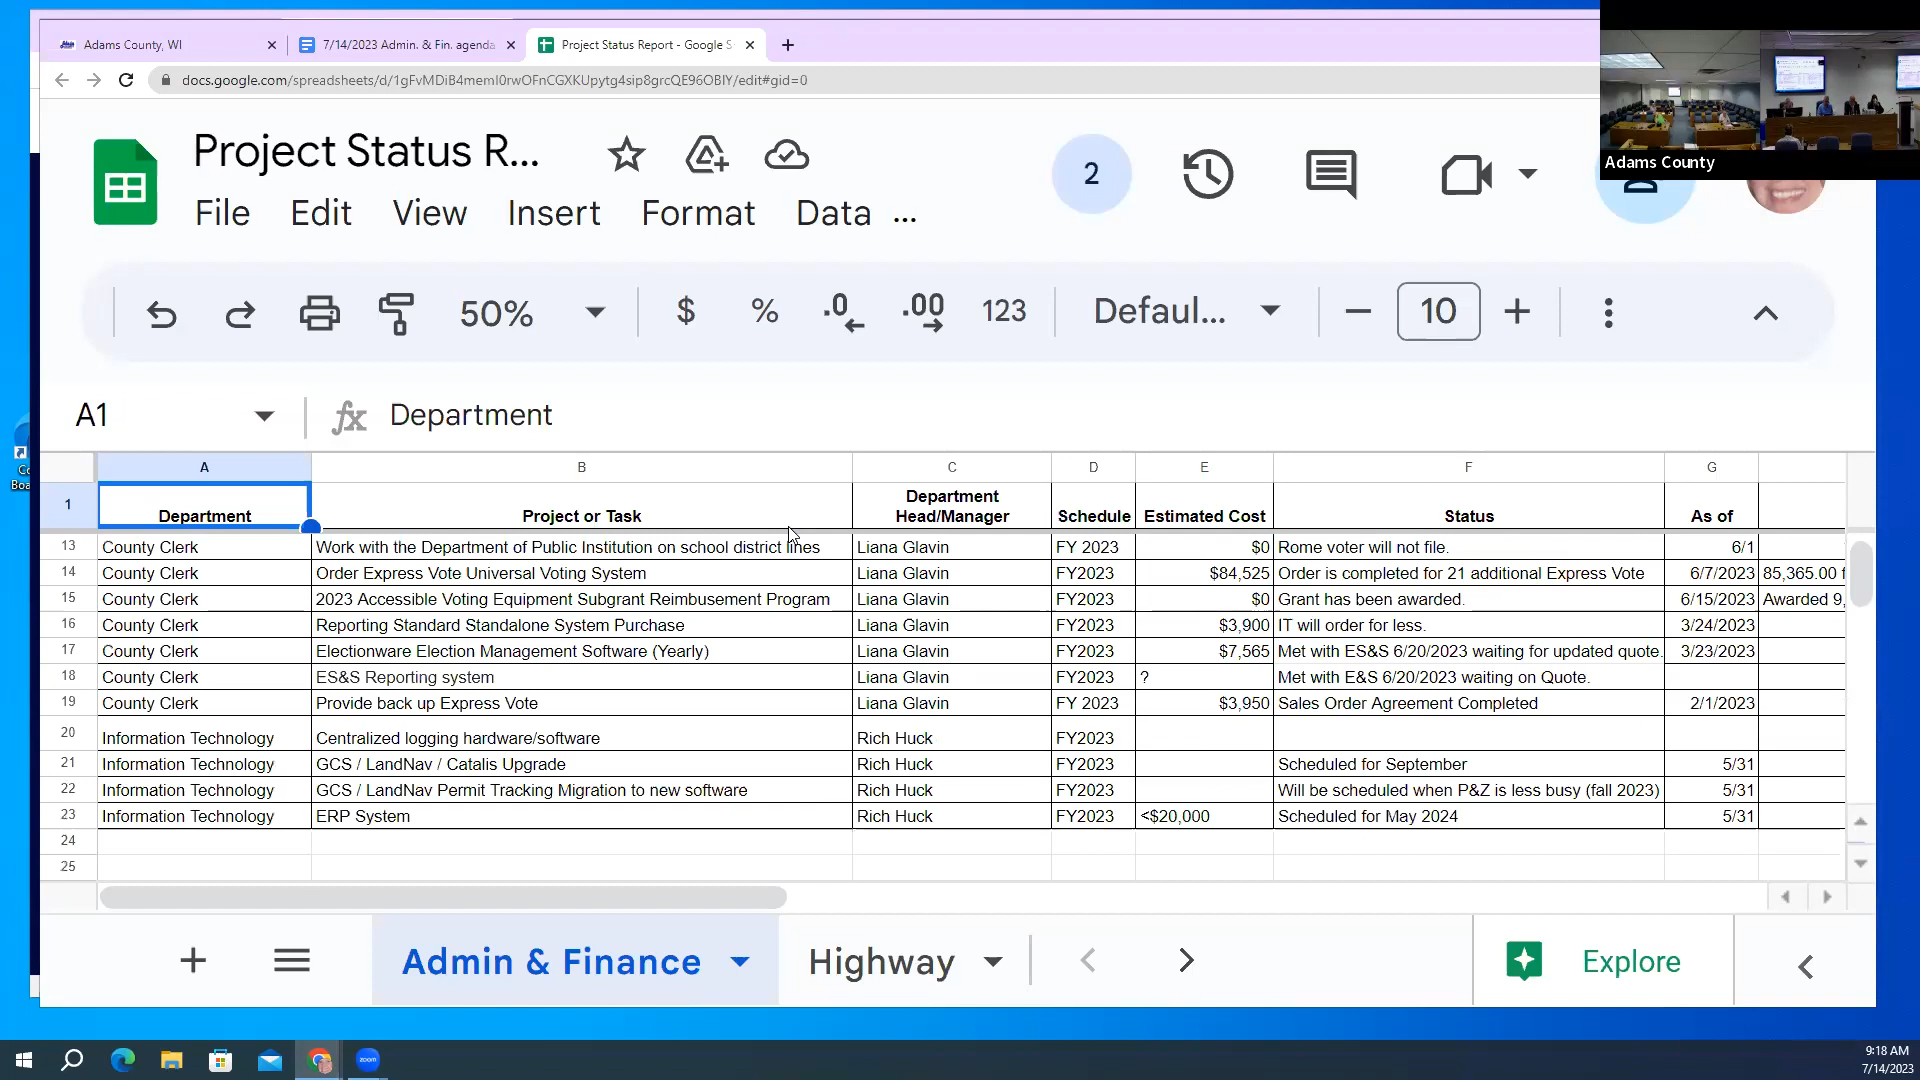 Adams County, WI
7/14/2023 Admin. & Fin. agenda
Project Status Report - Google S
Adams County
Project Status R...
File Edit View Insert Format Data ...
2
50% $ % .0 .00 123 Defaul... 10
A1 Department
A B C D E F G
1 Department Project or Task Department Head/Manager Schedule Estimated Cost Status As of
13 County Clerk Work with the Department of Public Institution on school district lines Liana Glavin FY 2023 $0 Rome voter will not file. 6/1
14 County Clerk Order Express Vote Universal Voting System Liana Glavin FY2023 $84,525 Order is completed for 21 additional Express Vote 6/7/2023 85,365.00
15 County Clerk 2023 Accessible Voting Equipment Subgrant Reimbusement Program Liana Glavin FY2023 $0 Grant has been awarded. 6/15/2023 Awarded 9,
16 County Clerk Reporting Standard Standalone System Purchase Liana Glavin FY2023 $3,900 IT will order for less. 3/24/2023
17 County Clerk Electionware Election Management Software (Yearly) Liana Glavin FY2023 $7,565 Met with ES&S 6/20/2023 waiting for updated quote. 3/23/2023
18 County Clerk ES&S Reporting system Liana Glavin FY2023 ? Met with E&S 6/20/2023 waiting on Quote.
19 County Clerk Provide back up Express Vote Liana Glavin FY 2023 $3,950 Sales Order Agreement Completed 2/1/2023
20 Information Technology Centralized logging hardware/software Rich Huck FY2023
21 Information Technology GCS / LandNav / Catalis Upgrade Rich Huck FY2023 Scheduled for September 5/31
22 Information Technology GCS / LandNav Permit Tracking Migration to new software Rich Huck FY2023 Will be scheduled when P&Z is less busy (fall 2023) 5/31
23 Information Technology ERP System Rich Huck FY2023 <$20,000 Scheduled for May 2024 5/31
24
25
Admin & Finance Highway Explore
zoom
9:18 AM
7/14/2023